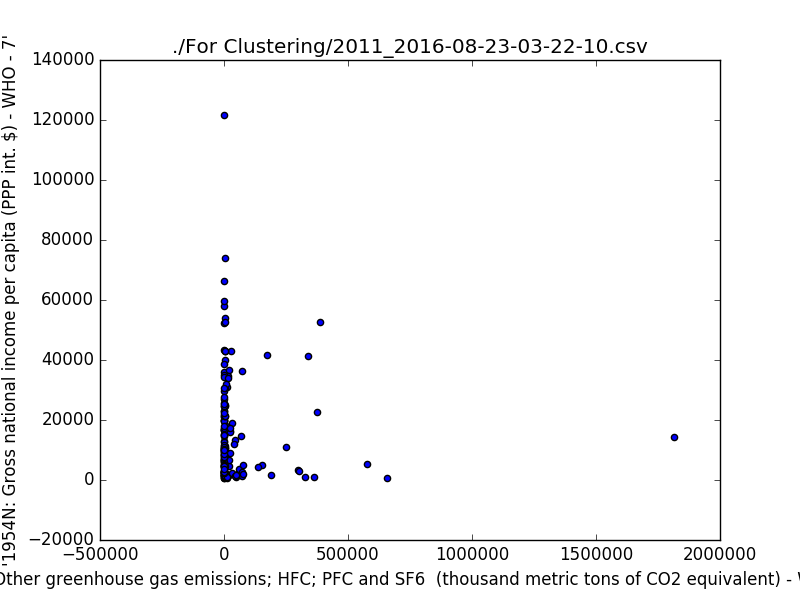 ./For Clustering/2011_2016-08-23-03-22-10.csv
'1954N: Gross national income per capita (PPP int. $) - WHO - 7'
140000
120000
100000
80000
60000
40000
20000
0
−20000
−500000 0 500000 1000000 1500000 2000000
Other greenhouse gas emissions; HFC; PFC and SF6 (thousand metric tons of CO2 equivalent) -